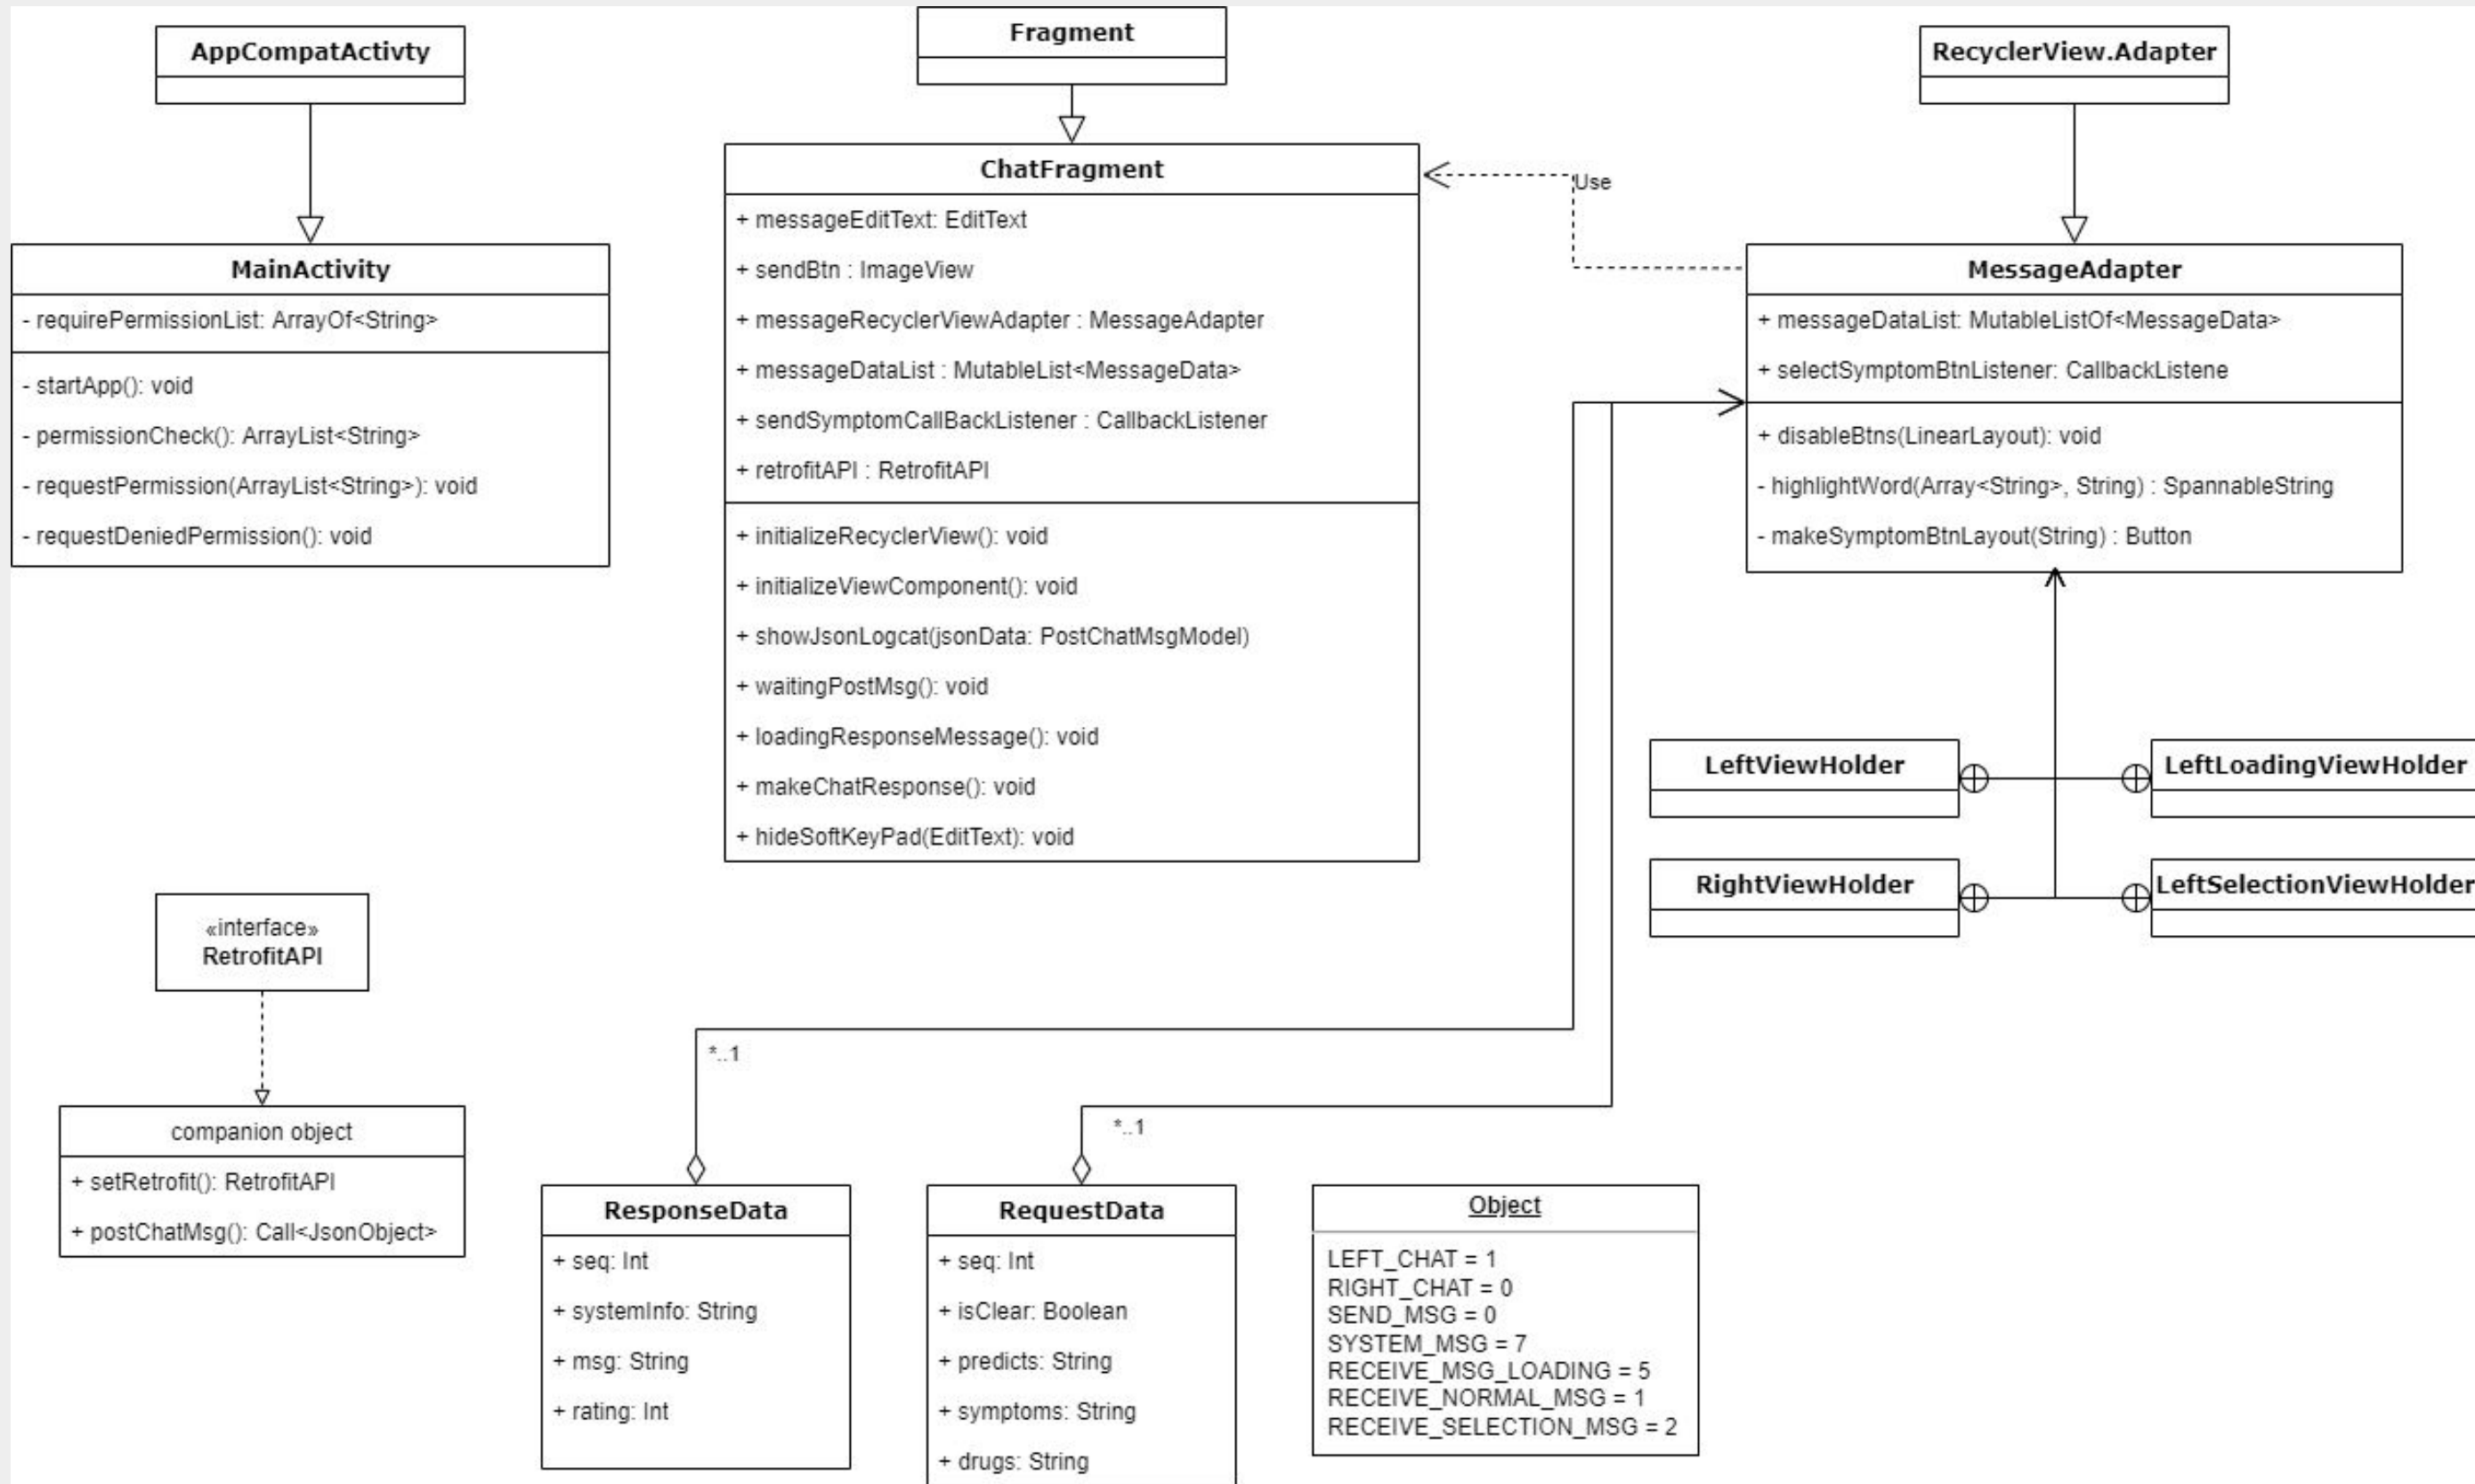 AppCompatActivty
Fragment
RecyclerView.Adapter
MainActivity
- requirePermissionList: ArrayOf<String>
- startApp(): void
- permissionCheck(): ArrayList<String>
- requestPermission(ArrayList<String>): void
- requestDeniedPermission(): void
ChatFragment
+ messageEditText: EditText
+ sendBtn : ImageView
+ messageRecyclerViewAdapter : MessageAdapter
+ messageDataList : MutableList<MessageData>
+ sendSymptomCallBackListener : CallbackListener
+ retrofitAPI : RetrofitAPI
+ initializeRecyclerView(): void
+ initializeViewComponent(): void
+ showJsonLogcat(jsonData: PostChatMsgModel)
+ waitingPostMsg(): void
+ loadingResponseMessage(): void
+ makeChatResponse(): void
+ hideSoftKeyPad(EditText): void
Use
MessageAdapter
+ messageDataList: MutableListOf<MessageData>
+ selectSymptomBtnListener: CallbackListene
+ disableBtns(LinearLayout): void
- highlightWord(Array<String>, String) : SpannableString
- makeSymptomBtnLayout(String) : Button
LeftViewHolder
LeftLoadingViewHolder
RightViewHolder
LeftSelectionViewHolder
«interface»
RetrofitAPI
companion object
+ setRetrofit(): RetrofitAPI
+ postChatMsg(): Call<JsonObject>
*..1
*..1
ResponseData
+ seq: Int
+ systemInfo: String
+ msg: String
+ rating: Int
RequestData
+ seq: Int
+ isClear: Boolean
+ predicts: String
+ symptoms: String
+ drugs: String
Object
LEFT_CHAT = 1
RIGHT_CHAT = 0
SEND_MSG = 0
SYSTEM_MSG = 7
RECEIVE_MSG_LOADING = 5
RECEIVE_NORMAL_MSG = 1
RECEIVE_SELECTION_MSG = 2